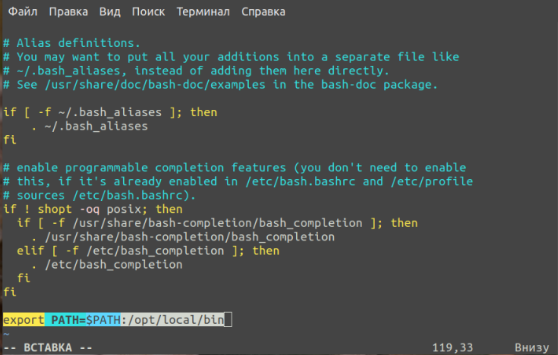 Файл Правка Вид Поиск Терминал Справка
# Alias definitions.
# You may want to put all your additions into a separate file like
# ~/.bash_aliases, instead of adding them here directly.
# See /usr/share/doc/bash-doc/examples in the bash-doc package.
if [ -f ~/.bash_aliases ]; then
    . ~/.bash_aliases
fi
# enable programmable completion features (you don't need to enable
# this, if it's already enabled in /etc/bash.bashrc and /etc/profile
# sources /etc/bash.bashrc).
if ! shopt -oq posix; then
  if [ -f /usr/share/bash-completion/bash_completion ]; then
    . /usr/share/bash-completion/bash_completion
  elif [ -f /etc/bash_completion ]; then
    . /etc/bash_completion
  fi
fi
export PATH=$PATH:/opt/local/bin
~
-- ВСТАВКА -- 119,33 Внизу